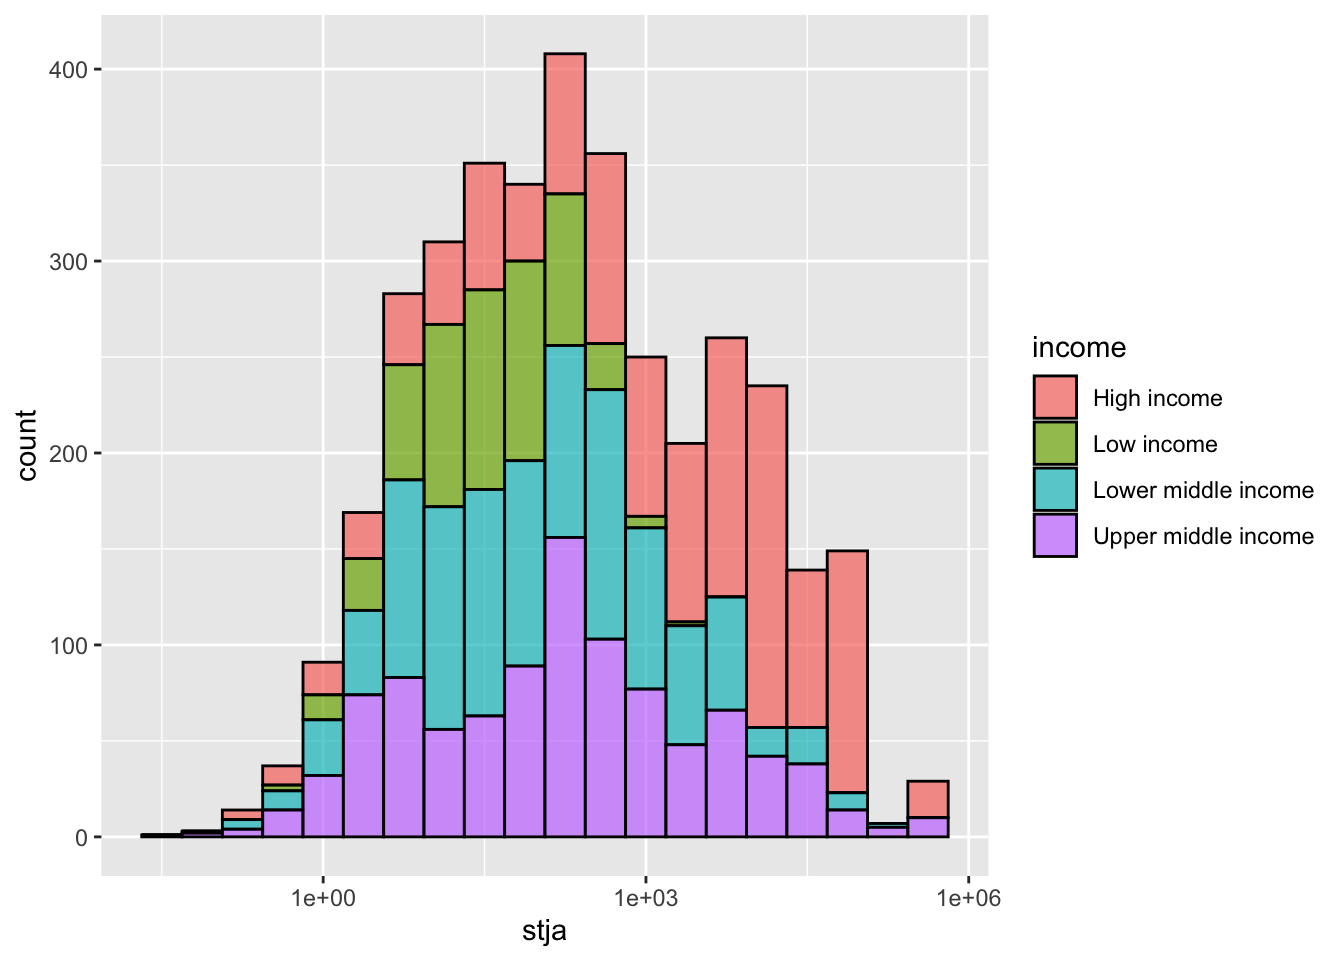 400
300
200
100
0
count
1e+00
1e+03
1e+06
stja
income
High income
Low income
Lower middle income
Upper middle income